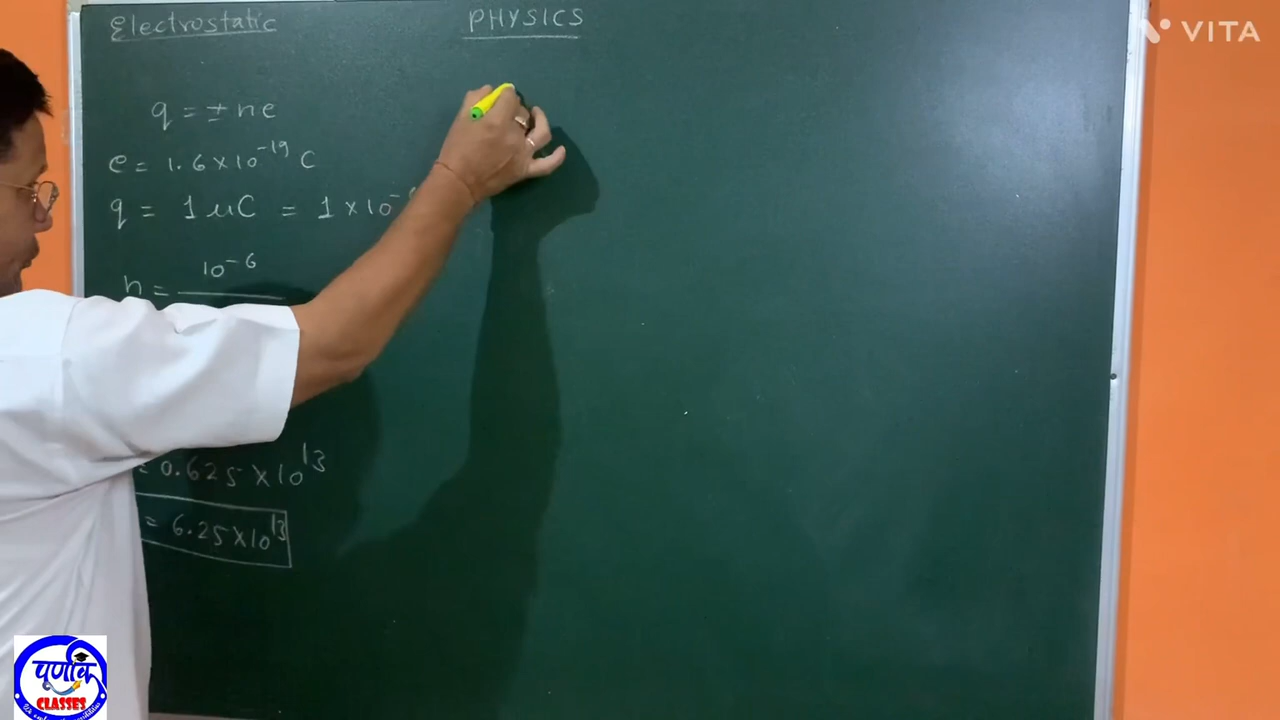 Electrostatic
PHYSICS
VITA
q = ± ne
e = 1.6 × 10⁻¹⁹ C
q = 1 μC = 1 × 10⁻
n = 10⁻⁶
= 0.625 × 10¹³
= 6.25 × 10¹³
पूर्णांक
CLASSES